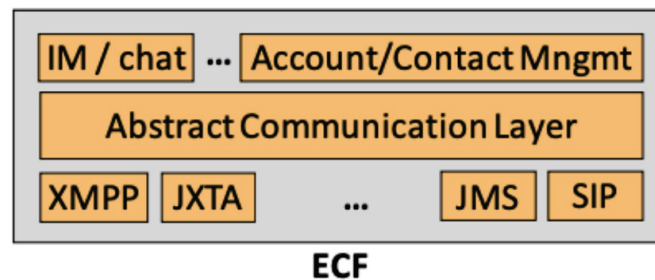 IM / chat ... Account/Contact Mngmt
Abstract Communication Layer
XMPP JXTA ... JMS SIP
ECF